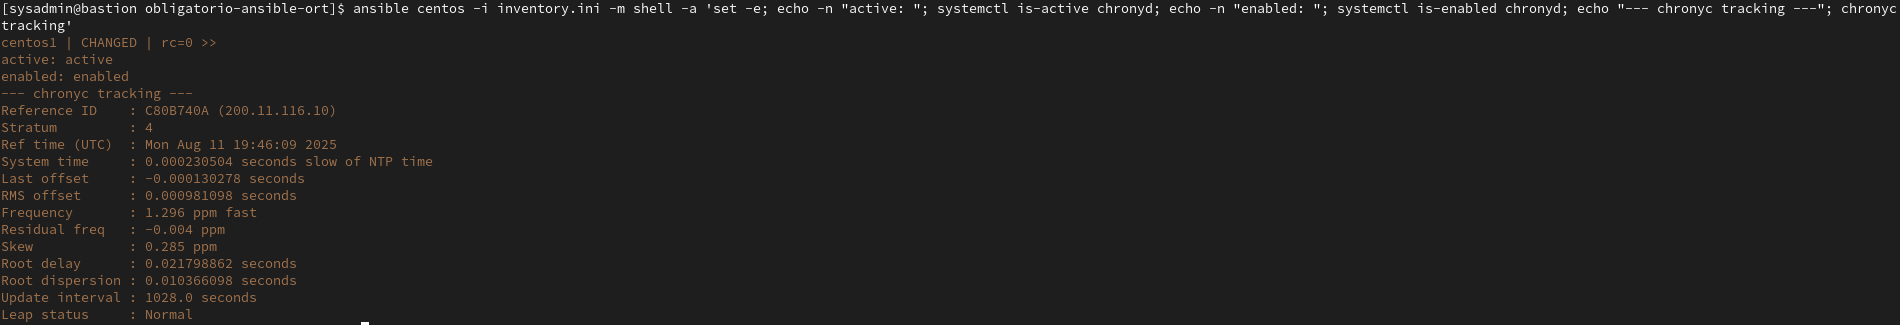 [sysadmin@bastion obligatorio-ansible-ort]$ ansible centos -i inventory.ini -m shell -a 'set -e; echo -n "active: "; systemctl is-active chronyd; echo -n "enabled: "; systemctl is-enabled chronyd; echo "--- chronyc tracking ---"; chronyc
tracking'
centos1 | CHANGED | rc=0 >>
active: active
enabled: enabled
--- chronyc tracking ---
Reference ID    : C80B740A (200.11.116.10)
Stratum         : 4
Ref time (UTC)  : Mon Aug 11 19:46:09 2025
System time     : 0.000230504 seconds slow of NTP time
Last offset     : -0.000130278 seconds
RMS offset      : 0.000981098 seconds
Frequency       : 1.296 ppm fast
Residual freq   : -0.004 ppm
Skew            : 0.285 ppm
Root delay      : 0.021798862 seconds
Root dispersion : 0.010366098 seconds
Update interval : 1028.0 seconds
Leap status     : Normal